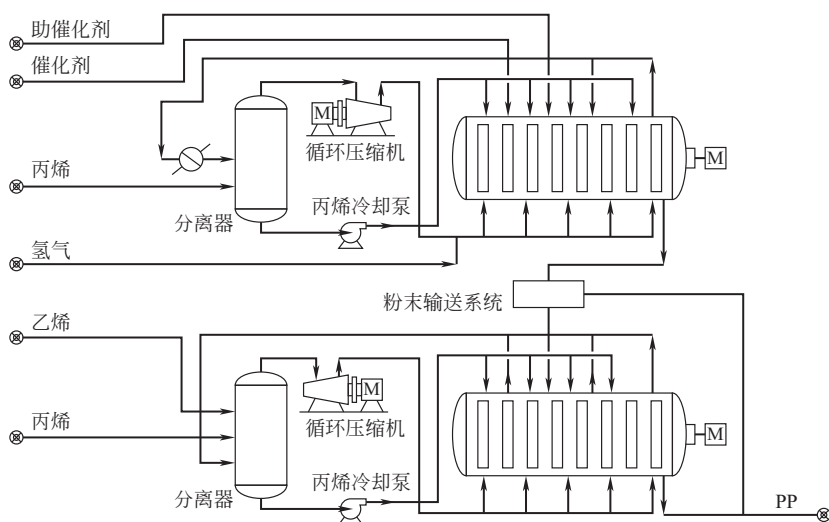 助催化剂
催化剂
M
循环压缩机
M
丙烯
丙烯冷却泵
分离器
氢气
粉末输送系统
乙烯
M
循环压缩机
M
丙烯
丙烯冷却泵
分离器
PP